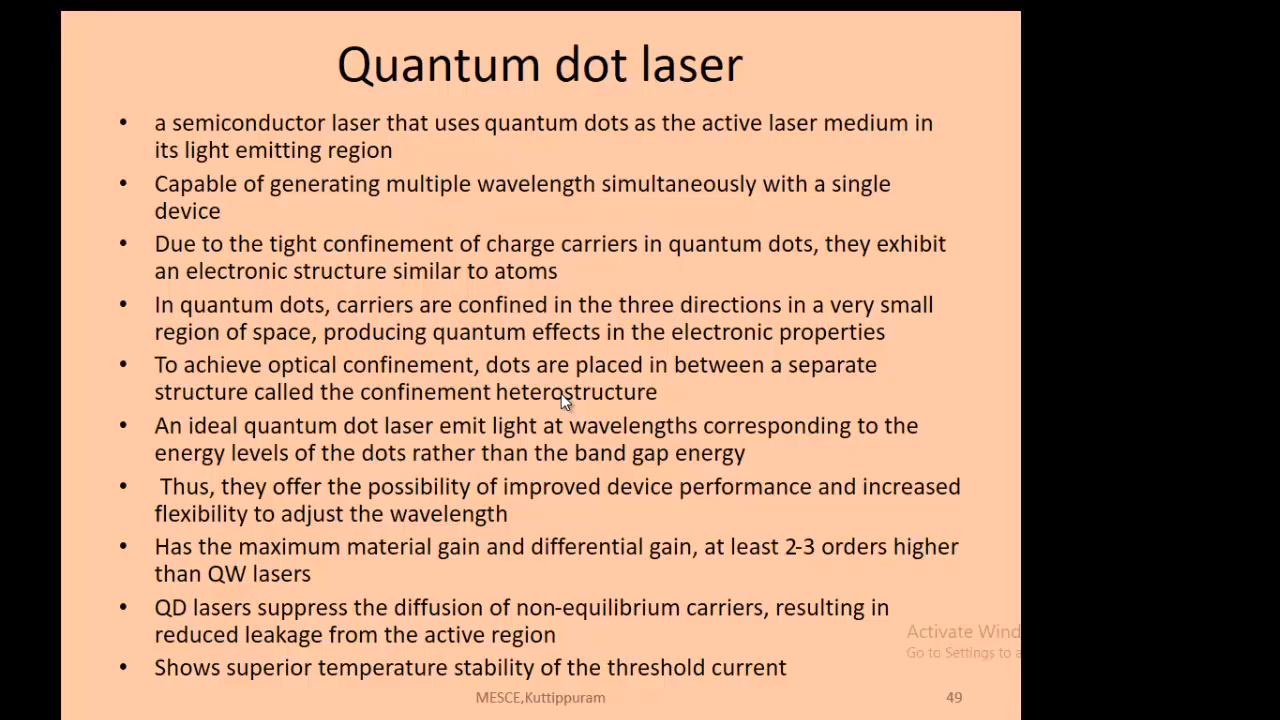 Quantum dot laser
• a semiconductor laser that uses quantum dots as the active laser medium in
its light emitting region
• Capable of generating multiple wavelength simultaneously with a single
device
• Due to the tight confinement of charge carriers in quantum dots, they exhibit
an electronic structure similar to atoms
• In quantum dots, carriers are confined in the three directions in a very small
region of space, producing quantum effects in the electronic properties
• To achieve optical confinement, dots are placed in between a separate
structure called the confinement heterostructure
• An ideal quantum dot laser emit light at wavelengths corresponding to the
energy levels of the dots rather than the band gap energy
• Thus, they offer the possibility of improved device performance and increased
flexibility to adjust the wavelength
• Has the maximum material gain and differential gain, at least 2-3 orders higher
than QW lasers
• QD lasers suppress the diffusion of non-equilibrium carriers, resulting in
reduced leakage from the active region
• Shows superior temperature stability of the threshold current
Activate Wind
Go to Settings to a
MESCE,Kuttippuram 49